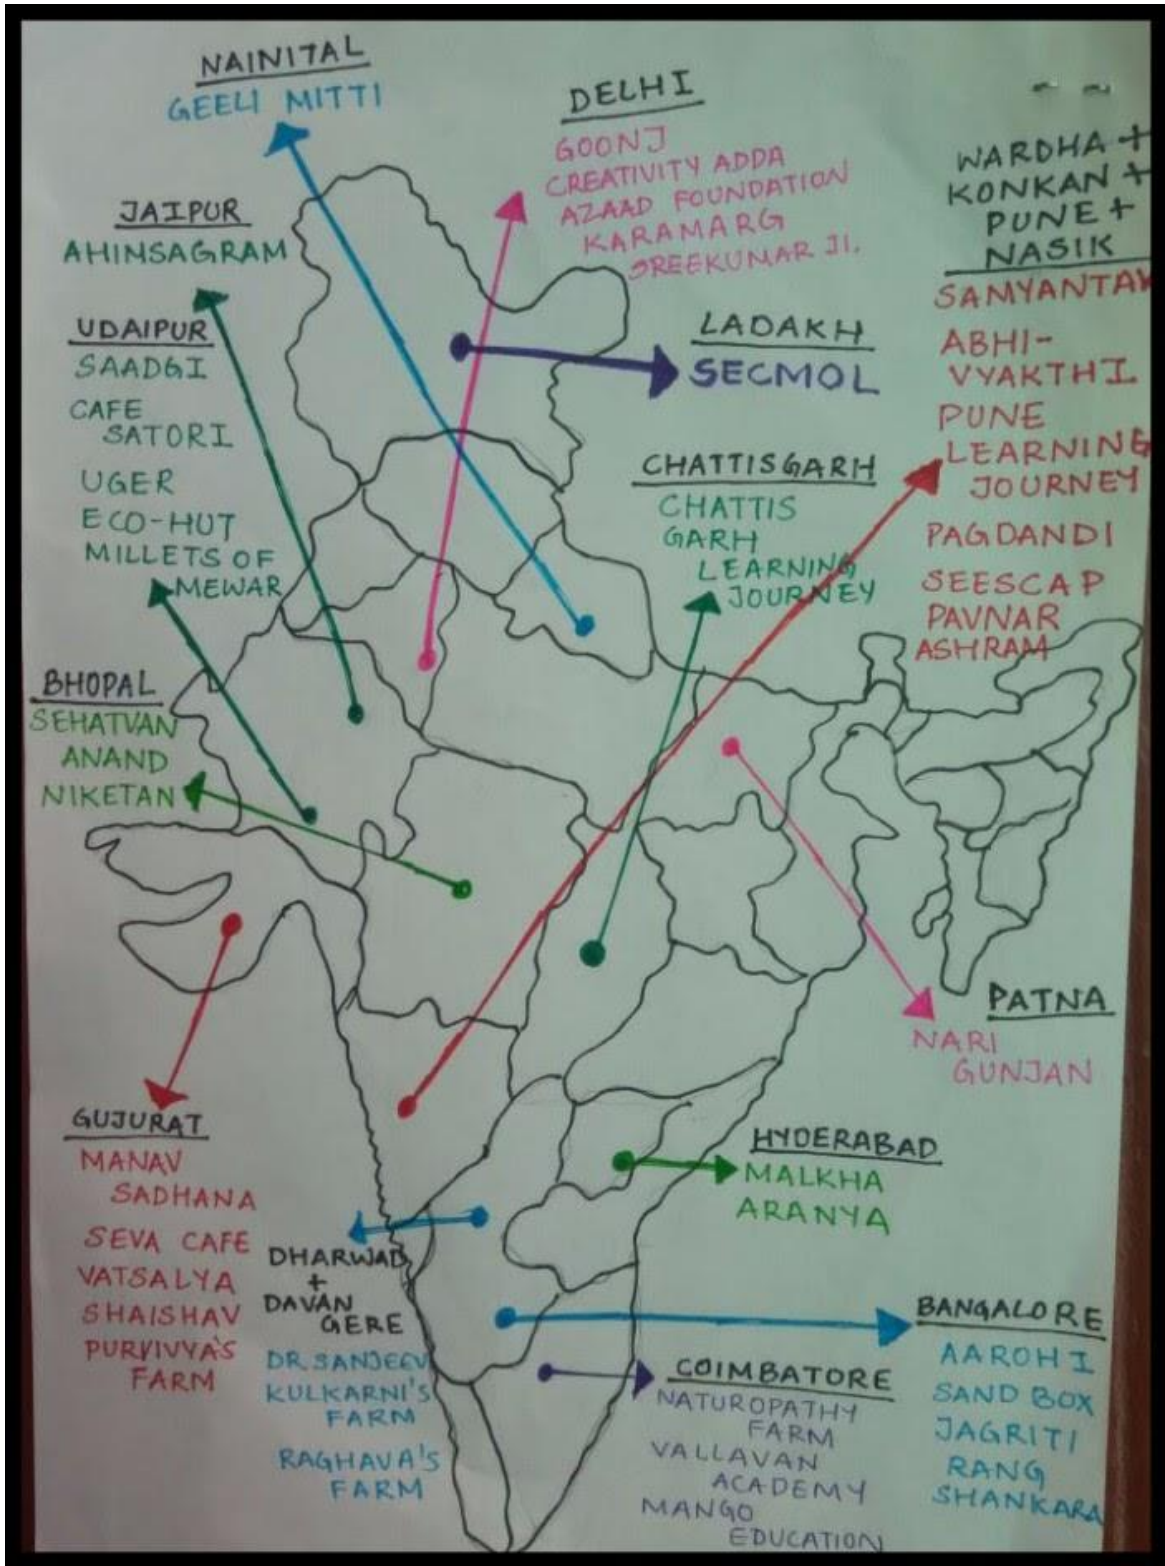 NAINITAL
GEELI MITTI
DELHI
GOONJ
CREATIVITY ADDA
AZAAD FOUNDATION
KARAMARG
SREEKUMAR JI.
WARDHA +
KONKAN +
PUNE +
NASIK
SAMYANTAK
ABHI-
VYAKTHI
PUNE
LEARNING
JOURNEY
PAGDANDI
SEESCAP
PAVNAR
ASHRAM
JAIPUR
AHIMSAGRAM
UDAIPUR
SAADGI
CAFE
SATORI
UGER
ECO-HUT
MILLETS OF
MEWAR
LADAKH
SECMOL
CHATTISGARH
CHATTIS
GARH
LEARNING
JOURNEY
BHOPAL
SEHATVAN
ANAND
NIKETAN
PATNA
NARI
GUNJAN
GUJURAT
MANAV
SADHANA
SEVA CAFE
VATSALYA
SHAISHAV
PURVIVYA'S
FARM
HYDERABAD
MALKHA
ARANYA
DHARWAD
+
DAVAN
GERE
DR.SANJEEV
KULKARNI'S
FARM
RAGHAVA'S
FARM
COIMBATORE
NATUROPATHY
FARM
VALLAVAN
ACADEMY
MANGO
EDUCATION
BANGALORE
AAROHI
SAND BOX
JAGRITI
RANG
SHANKARA